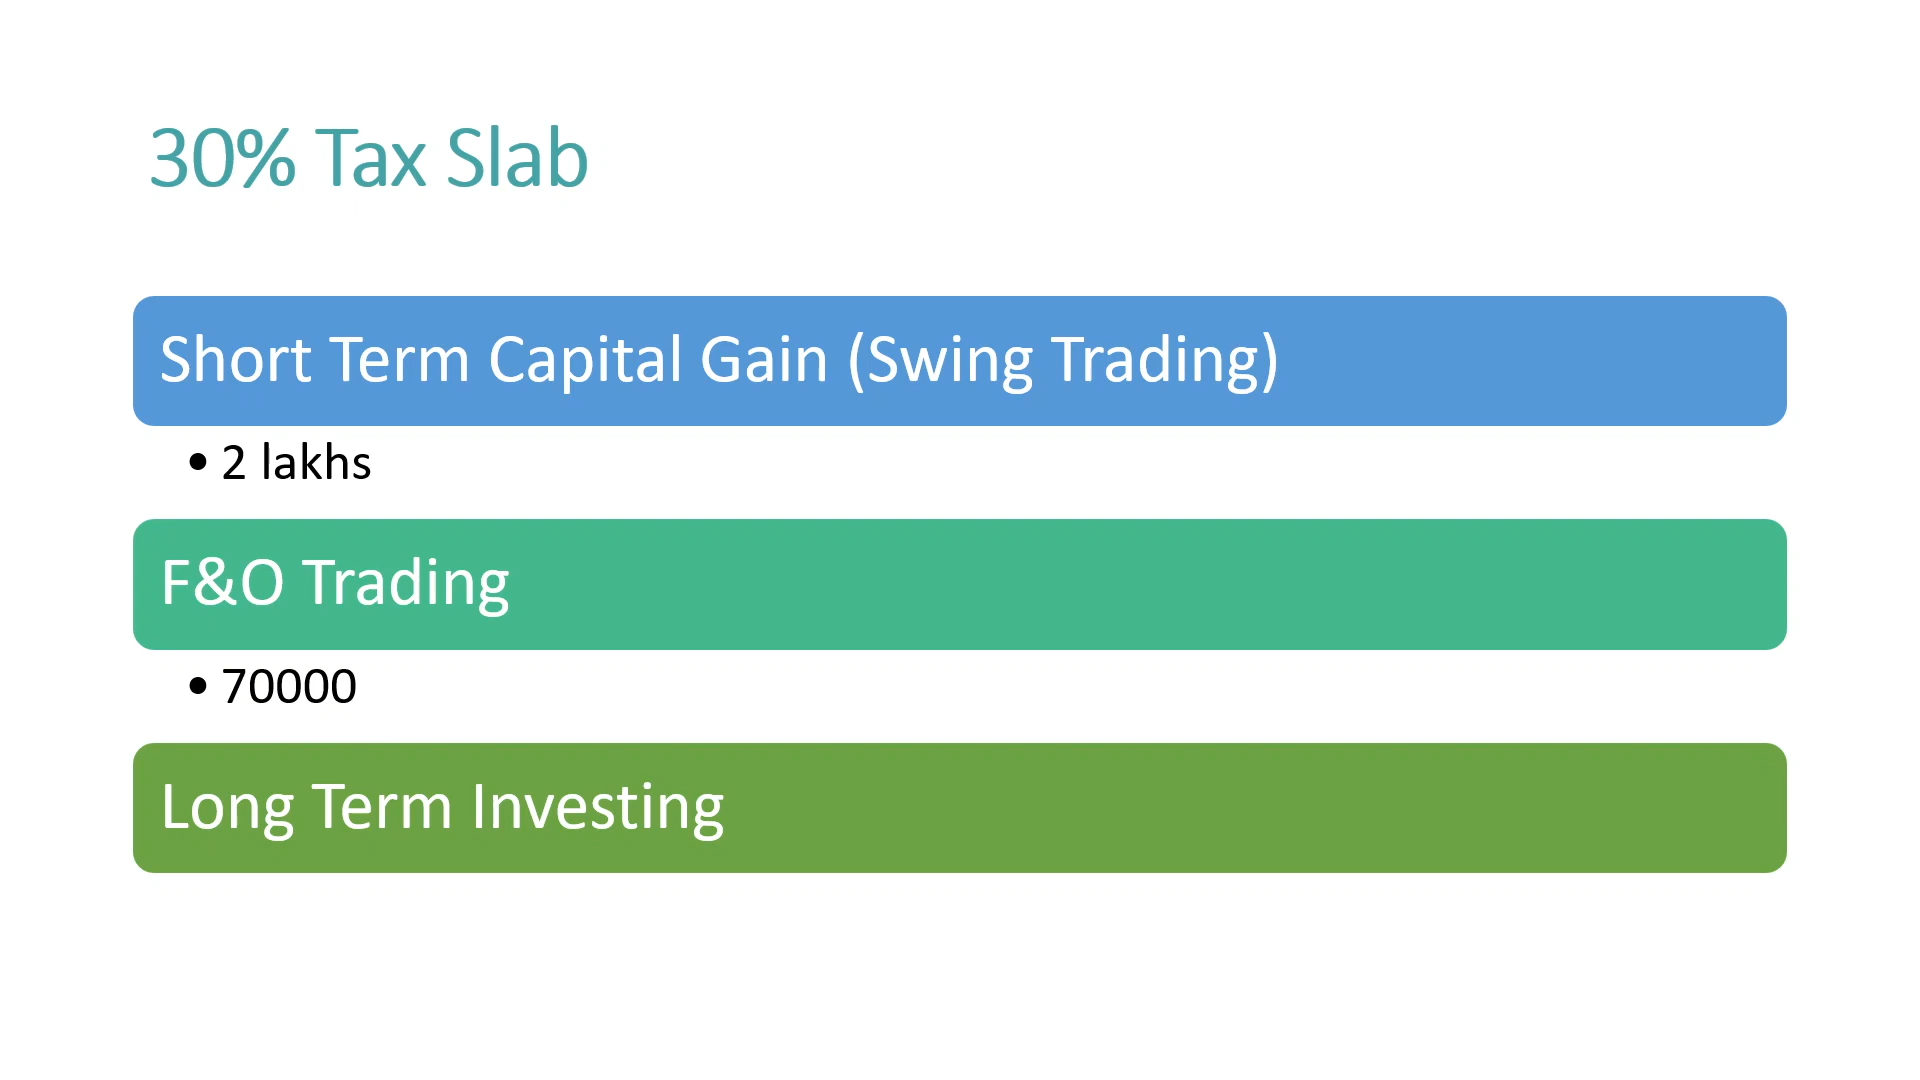 30% Tax Slab
Short Term Capital Gain (Swing Trading)
• 2 lakhs
F&O Trading
• 70000
Long Term Investing